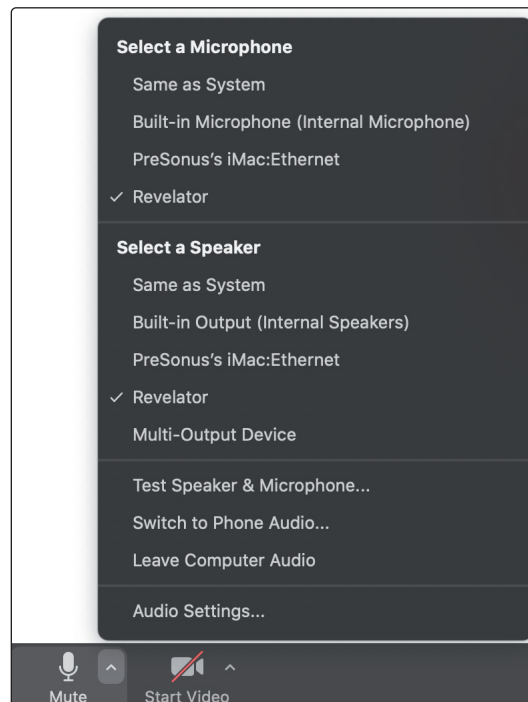 Select a Microphone
Same as System
Built-in Microphone (Internal Microphone)
PreSonus's iMac:Ethernet
✓ Revelator
Select a Speaker
Same as System
Built-in Output (Internal Speakers)
PreSonus's iMac:Ethernet
✓ Revelator
Multi-Output Device
Test Speaker & Microphone...
Switch to Phone Audio...
Leave Computer Audio
Audio Settings...
Mute Start Video